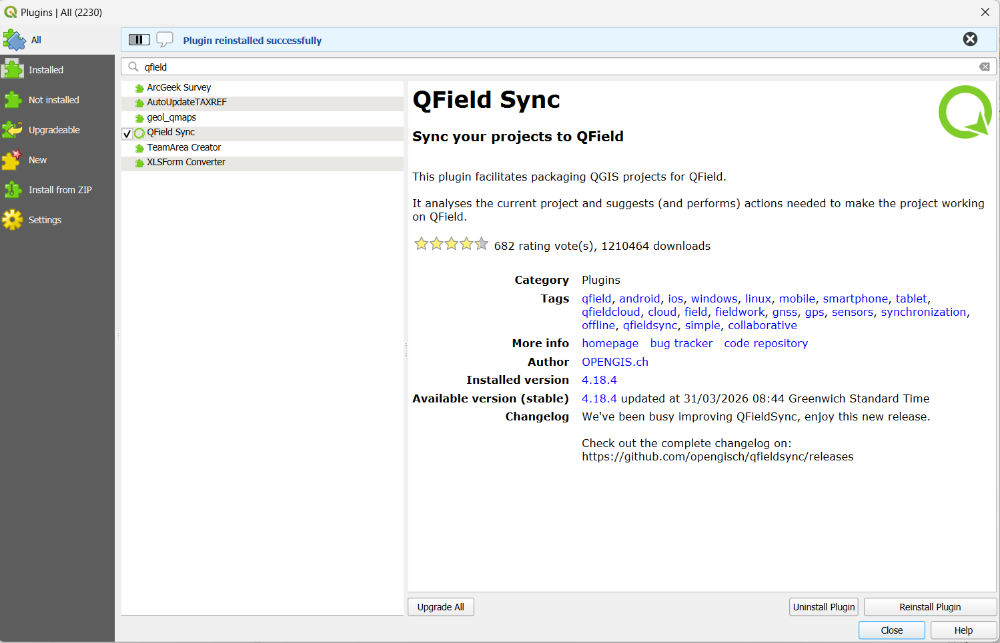 Plugins | All (2230)
All
Installed
Not installed
Upgradeable
New
Install from ZIP
Settings
Plugin reinstalled successfully
qfield
ArcGeek Survey
AutoUpdateTAXREF
geol_qmaps
QField Sync
TeamArea Creator
XLSForm Converter
QField Sync
Sync your projects to QField
This plugin facilitates packaging QGIS projects for QField.
It analyses the current project and suggests (and performs) actions needed to make the project working
on QField.
682 rating vote(s), 1210464 downloads
Category Plugins
Tags qfield, android, ios, windows, linux, mobile, smartphone, tablet,
qfieldcloud, cloud, field, fieldwork, gnss, gps, sensors, synchronization,
offline, qfieldsync, simple, collaborative
More info homepage bug tracker code repository
Author OPENGIS.ch
Installed version 4.18.4
Available version (stable) 4.18.4 updated at 31/03/2026 08:44 Greenwich Standard Time
Changelog We've been busy improving QFieldSync, enjoy this new release.
Check out the complete changelog on:
https://github.com/opengisch/qfieldsync/releases
Upgrade All
Uninstall Plugin
Reinstall Plugin
Close
Help